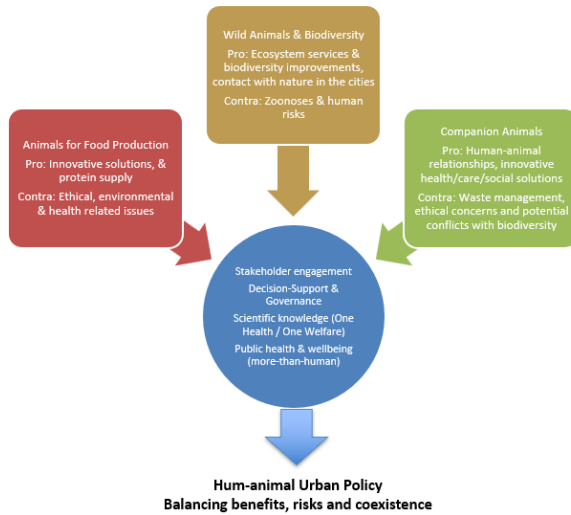 Wild Animals & Biodiversity
Pro: Ecosystem services &
biodiversity improvements,
contact with nature in the cities
Contra: Zoonoses & human
risks
Animals for Food Production
Pro: Innovative solutions, &
protein supply
Contra: Ethical, environmental
& health related issues
Companion Animals
Pro: Human-animal
relationships, innovative
health/care/social solutions
Contra: Waste management,
ethical concerns and potential
conflicts with biodiversity
Stakeholder engagement
Decision-Support &
Governance
Scientific knowledge (One
Health / One Welfare)
Public health & wellbeing
(more-than-human)
Hum-animal Urban Policy
Balancing benefits, risks and coexistence